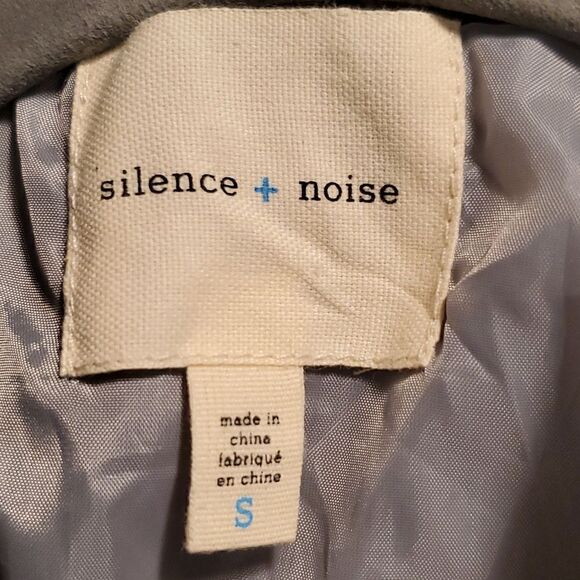 silence + noise
made in
china
fabriqué
en chine
S